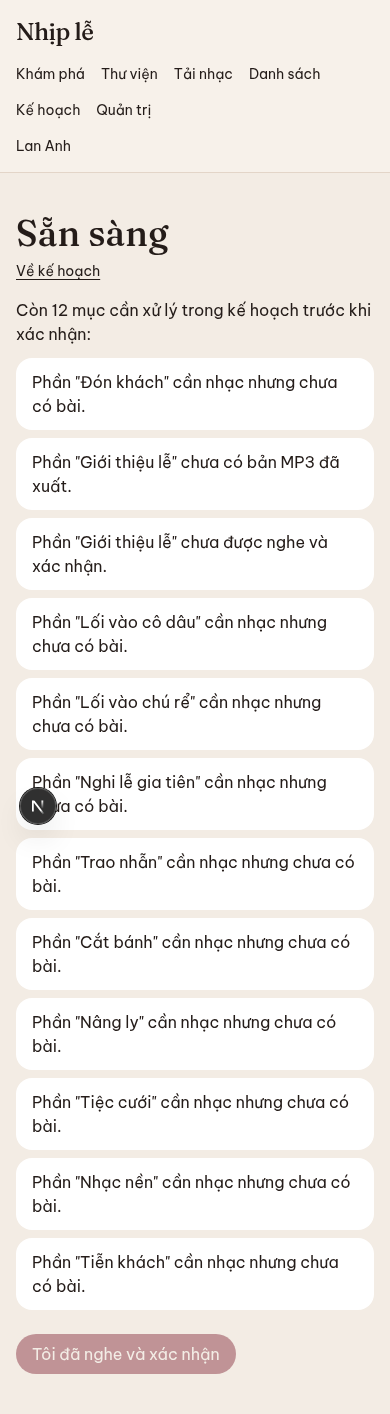 Nhịp lễ
Khám phá Thư viện Tải nhạc Danh sách
Kế hoạch Quản trị
Lan Anh
Sẵn sàng
Về kế hoạch
Còn 12 mục cần xử lý trong kế hoạch trước khi
xác nhận:
Phần "Đón khách" cần nhạc nhưng chưa
có bài.
Phần "Giới thiệu lễ" chưa có bản MP3 đã
xuất.
Phần "Giới thiệu lễ" chưa được nghe và
xác nhận.
Phần "Lối vào cô dâu" cần nhạc nhưng
chưa có bài.
Phần "Lối vào chú rể" cần nhạc nhưng
chưa có bài.
Phần "Nghi lễ gia tiên" cần nhạc nhưng
có bài.
Phần "Trao nhẫn" cần nhạc nhưng chưa có
bài.
Phần "Cắt bánh" cần nhạc nhưng chưa có
bài.
Phần "Nâng ly" cần nhạc nhưng chưa có
bài.
Phần "Tiệc cưới" cần nhạc nhưng chưa có
bài.
Phần "Nhạc nền" cần nhạc nhưng chưa có
bài.
Phần "Tiễn khách" cần nhạc nhưng chưa
có bài.
Tôi đã nghe và xác nhận